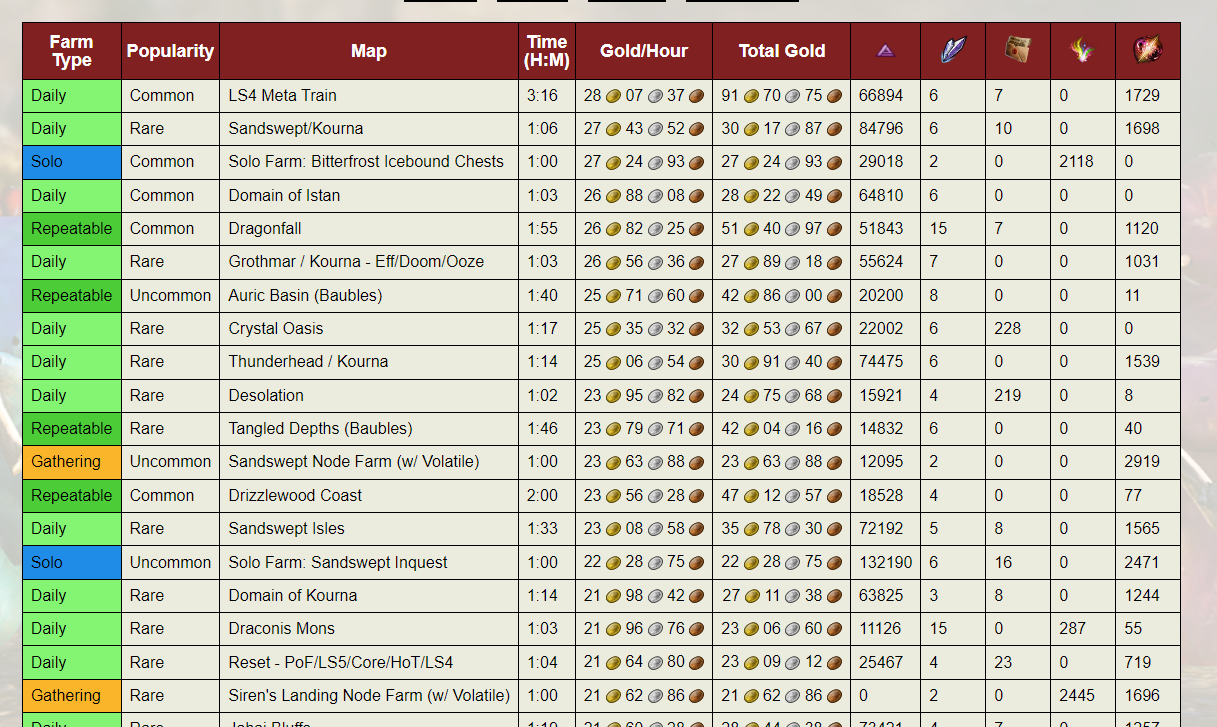 Farm Type Popularity Map Time (H:M) Gold/Hour Total Gold
Daily Common LS4 Meta Train 3:16 28 07 37 91 70 75 66894 6 7 0 1729
Daily Rare Sandswept/Kourna 1:06 27 43 52 30 17 87 84796 6 10 0 1698
Solo Common Solo Farm: Bitterfrost Icebound Chests 1:00 27 24 93 27 24 93 29018 2 0 2118 0
Daily Common Domain of Istan 1:03 26 88 08 28 22 49 64810 6 0 0 0
Repeatable Common Dragonfall 1:55 26 82 25 51 40 97 51843 15 7 0 1120
Daily Rare Grothmar / Kourna - Eff/Doom/Ooze 1:03 26 56 36 27 89 18 55624 7 0 0 1031
Repeatable Uncommon Auric Basin (Baubles) 1:40 25 71 60 42 86 00 20200 8 0 0 11
Daily Rare Crystal Oasis 1:17 25 35 32 32 53 67 22002 6 228 0 0
Daily Rare Thunderhead / Kourna 1:14 25 06 54 30 91 40 74475 6 0 0 1539
Daily Rare Desolation 1:02 23 95 82 24 75 68 15921 4 219 0 8
Repeatable Rare Tangled Depths (Baubles) 1:46 23 79 71 42 04 16 14832 6 0 0 40
Gathering Uncommon Sandswept Node Farm (w/ Volatile) 1:00 23 63 88 23 63 88 12095 2 0 0 2919
Repeatable Common Drizzlewood Coast 2:00 23 56 28 47 12 57 18528 4 0 0 77
Daily Rare Sandswept Isles 1:33 23 08 58 35 78 30 72192 5 8 0 1565
Solo Uncommon Solo Farm: Sandswept Inquest 1:00 22 28 75 22 28 75 132190 6 16 0 2471
Daily Rare Domain of Kourna 1:14 21 98 42 27 11 38 63825 3 8 0 1244
Daily Rare Draconis Mons 1:03 21 96 76 23 06 60 11126 15 0 287 55
Daily Rare Reset - PoF/LS5/Core/HoT/LS4 1:04 21 64 80 23 09 12 25467 4 23 0 719
Gathering Rare Siren's Landing Node Farm (w/ Volatile) 1:00 21 62 86 21 62 86 0 2 0 2445 1696
Daily Rare